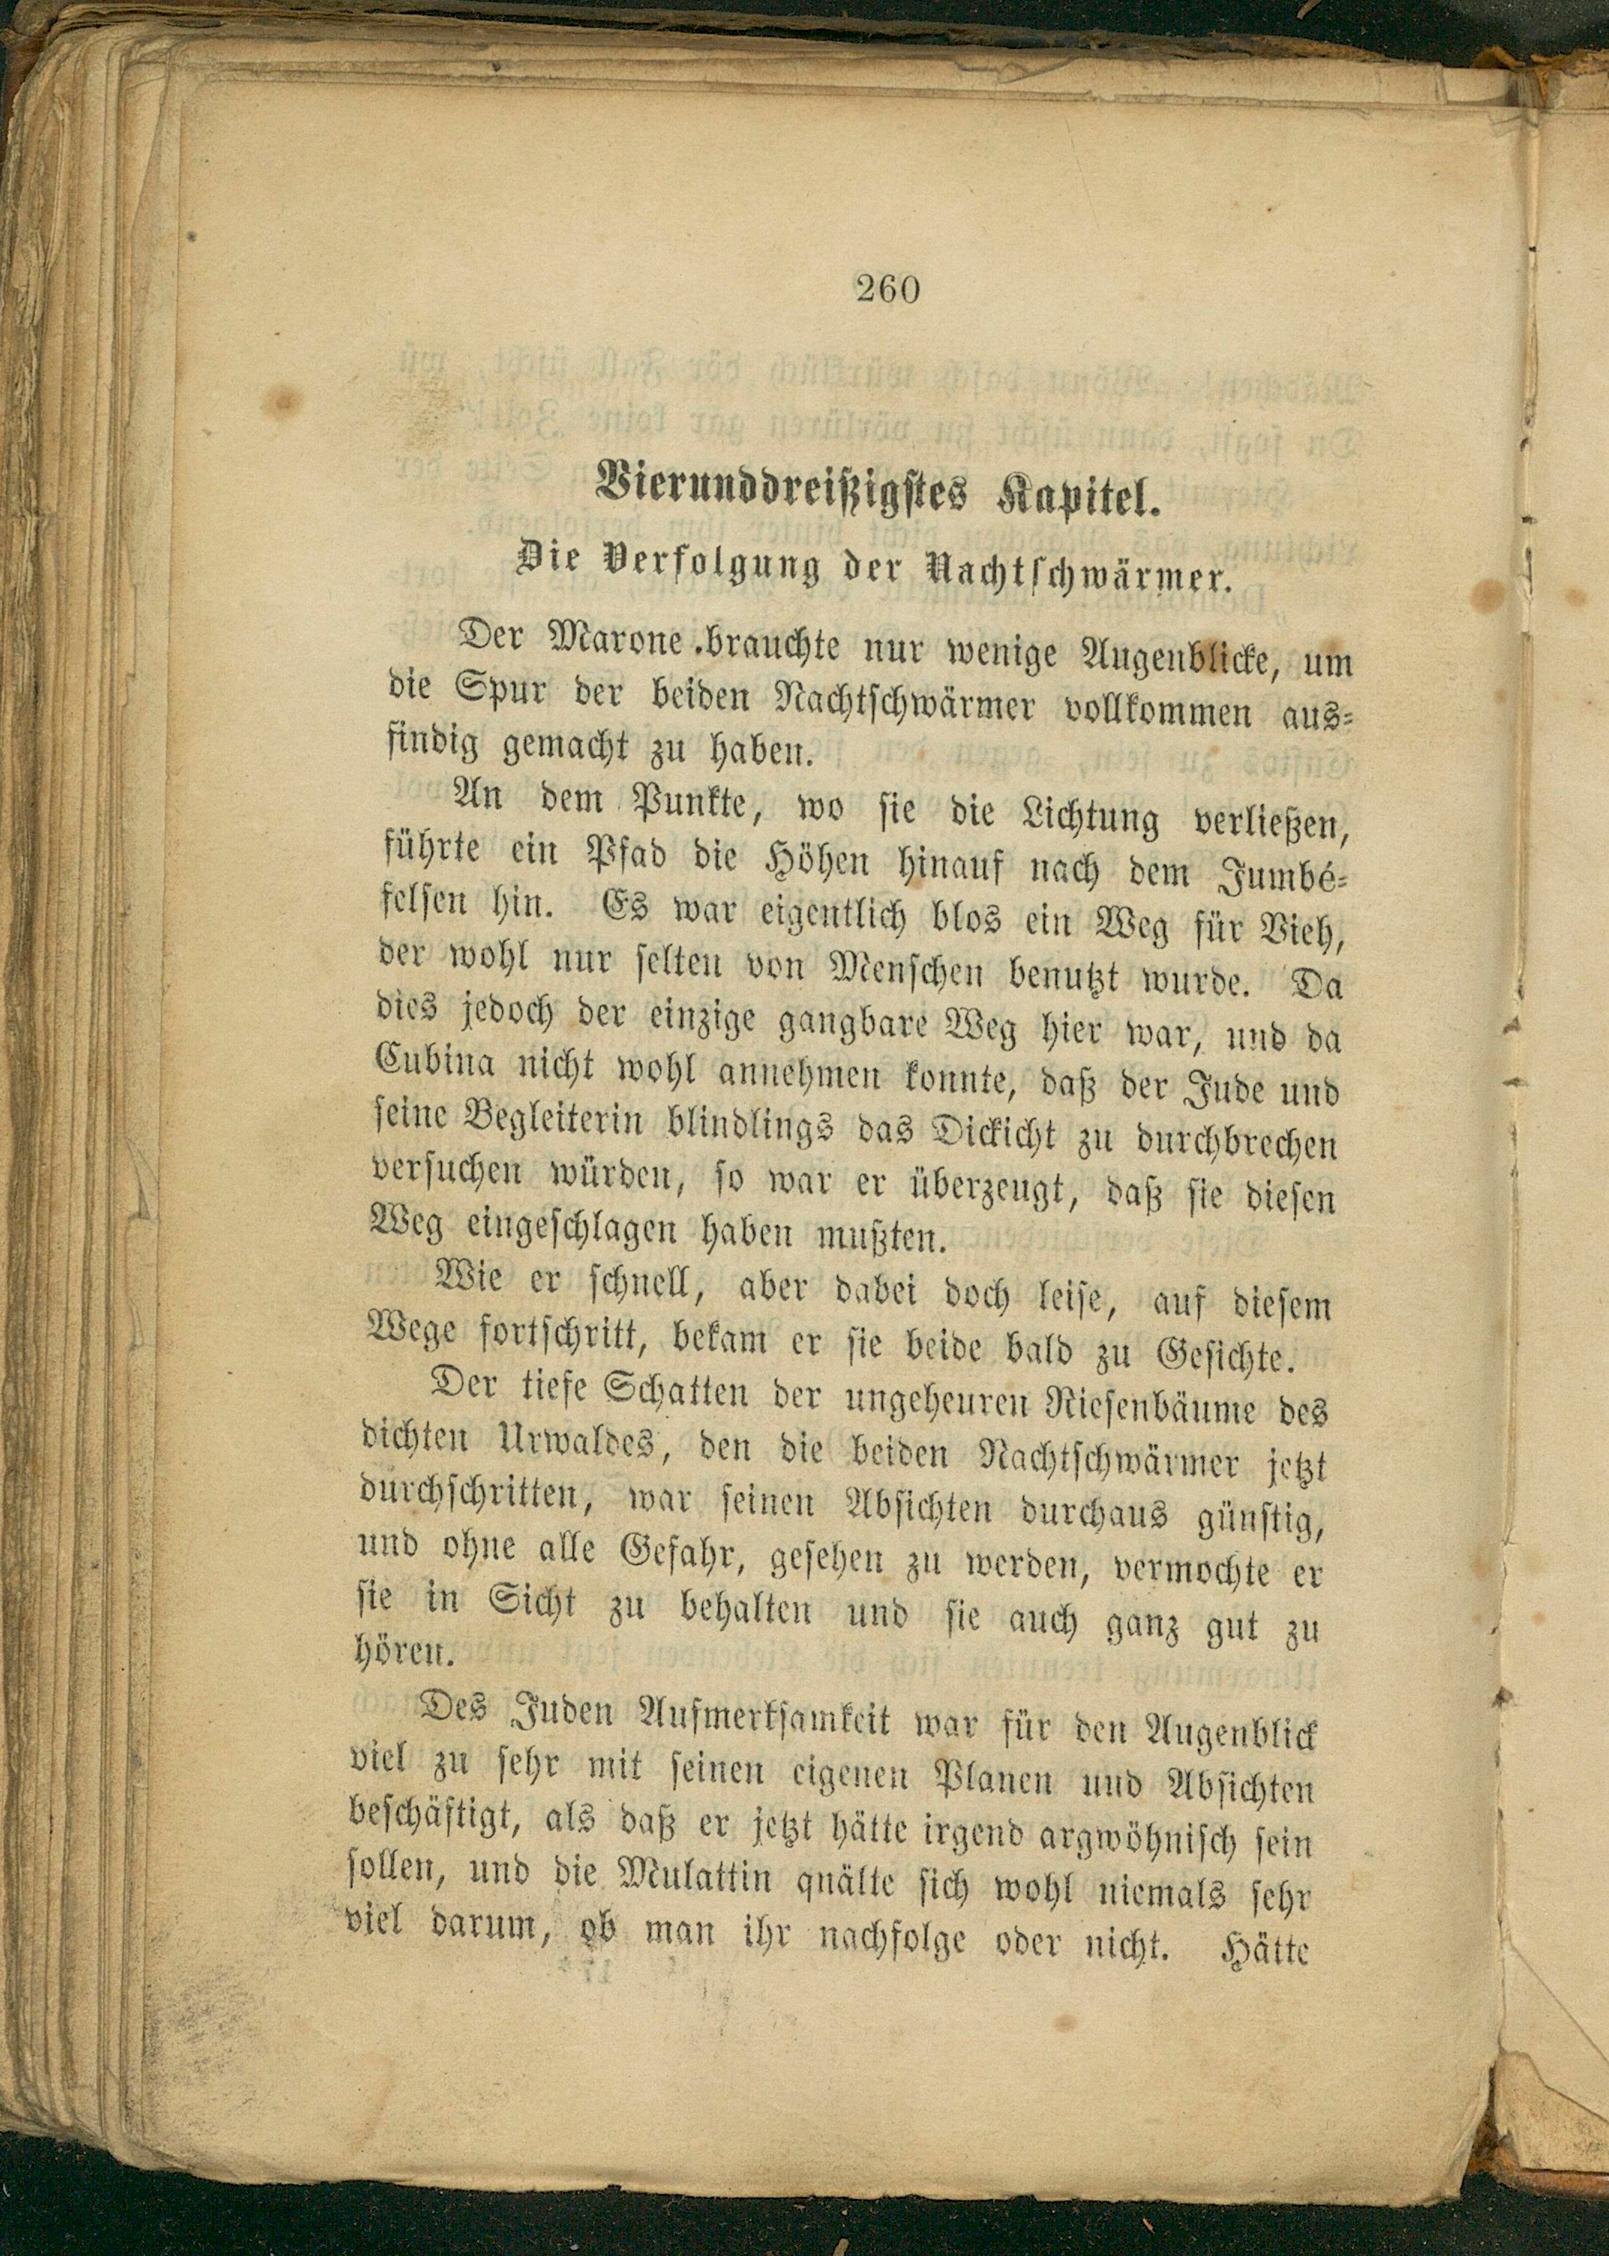 260
Vierunddreißigstes Kapitel.
Die Verfolgung der Nachtschwärmer.
Der Marone brauchte nur wenige Augenblicke, um
die Spur der beiden Nachtschwärmer vollkommen aus-
findig gemacht zu haben.
An dem Punkte, wo sie die Lichtung verließen,
führte ein Pfad die Höhen hinauf nach dem Jumbé-
felsen hin. Es war eigentlich blos ein Weg für Vieh,
der wohl nur selten von Menschen benutzt wurde. Da
dies jedoch der einzige gangbare Weg hier war, und da
Cubina nicht wohl annehmen konnte, daß der Jude und
seine Begleiterin blindlings das Dickicht zu durchbrechen
versuchen würden, so war er überzeugt, daß sie diesen
Weg eingeschlagen haben mußten.
Wie er schnell, aber dabei doch leise, auf diesem
Wege fortschritt, bekam er sie beide bald zu Gesichte.
Der tiefe Schatten der ungeheuren Riesenbäume des
dichten Urwaldes, den die beiden Nachtschwärmer jetzt
durchschritten, war seinen Absichten durchaus günstig,
und ohne alle Gefahr, gesehen zu werden, vermochte er
sie in Sicht zu behalten und sie auch ganz gut zu
hören.
Des Juden Aufmerksamkeit war für den Augenblick
viel zu sehr mit seinen eigenen Planen und Absichten
beschäftigt, als daß er jetzt hätte irgend argwöhnisch sein
sollen, und die Mulattin quälte sich wohl niemals sehr
viel darum, ob man ihr nachfolge oder nicht. Hätte